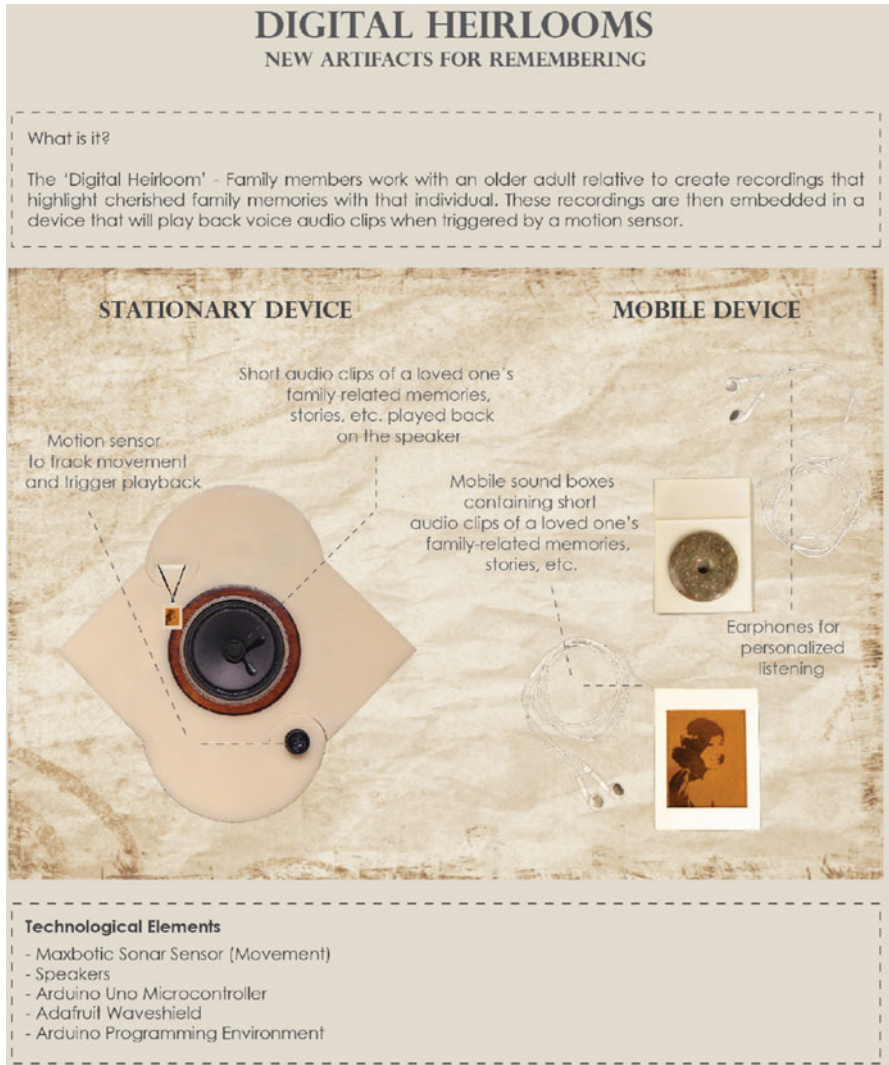 DIGITAL HEIRLOOMS
NEW ARTIFACTS FOR REMEMBERING
What is it?
The ‘Digital Heirloom’ - Family members work with an older adult relative to create recordings that
highlight cherished family memories with that individual. These recordings are then embedded in a
device that will play back voice audio clips when triggered by a motion sensor.
STATIONARY DEVICE
Short audio clips of a loved one’s
family-related memories,
stories, etc. played back
on the speaker
Motion sensor
to track movement
and trigger playback
MOBILE DEVICE
Mobile sound boxes
containing short
audio clips of a loved one’s
family-related memories,
stories, etc.
Earphones for
personalized
listening
Technological Elements
- Maxbotic Sonar Sensor (Movement)
- Speakers
- Arduino Uno Microcontroller
- Adafruit Waveshield
- Arduino Programming Environment